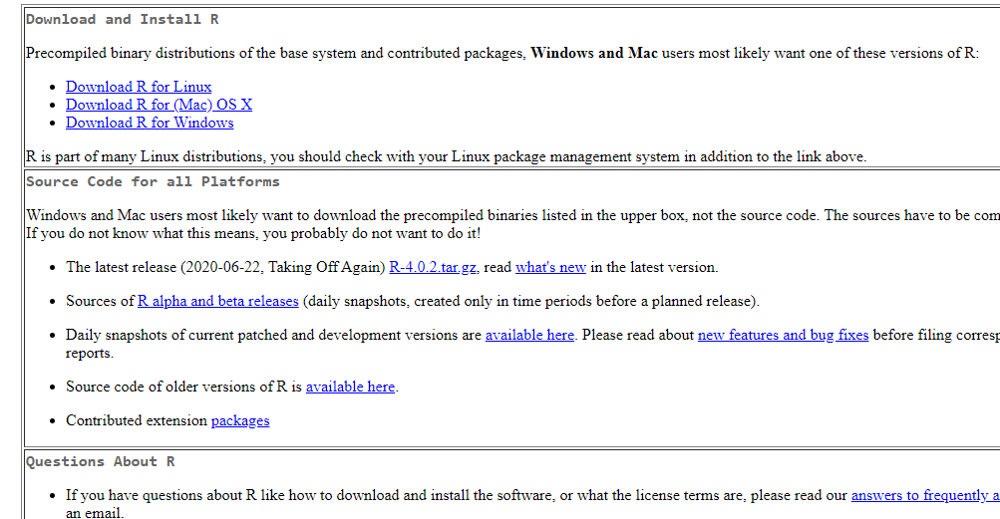 Download and Install R
Precompiled binary distributions of the base system and contributed packages, Windows and Mac users most likely want one of these versions of R:
Download R for Linux
Download R for (Mac) OS X
Download R for Windows
R is part of many Linux distributions, you should check with your Linux package management system in addition to the link above.
Source Code for all Platforms
Windows and Mac users most likely want to download the precompiled binaries listed in the upper box, not the source code. The sources have to be com
If you do not know what this means, you probably do not want to do it!
The latest release (2020-06-22, Taking Off Again) R-4.0.2.tar.gz, read what's new in the latest version.
Sources of R alpha and beta releases (daily snapshots, created only in time periods before a planned release).
Daily snapshots of current patched and development versions are available here. Please read about new features and bug fixes before filing corresp
reports.
Source code of older versions of R is available here.
Contributed extension packages
Questions About R
If you have questions about R like how to download and install the software, or what the license terms are, please read our answers to frequently a
an email.